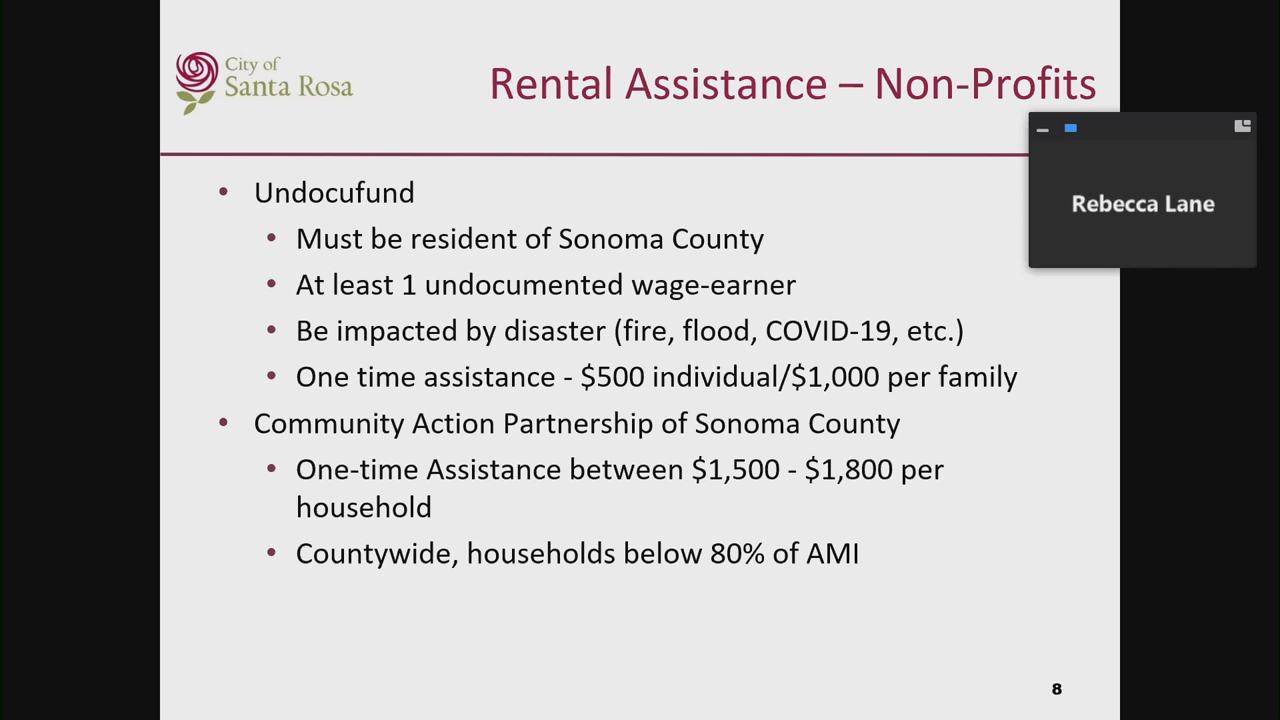 City of
Santa Rosa
Rental Assistance – Non-Profits
Rebecca Lane
• Undocufund
• Must be resident of Sonoma County
• At least 1 undocumented wage-earner
• Be impacted by disaster (fire, flood, COVID-19, etc.)
• One time assistance - $500 individual/$1,000 per family
• Community Action Partnership of Sonoma County
• One-time Assistance between $1,500 - $1,800 per
household
• Countywide, households below 80% of AMI
8